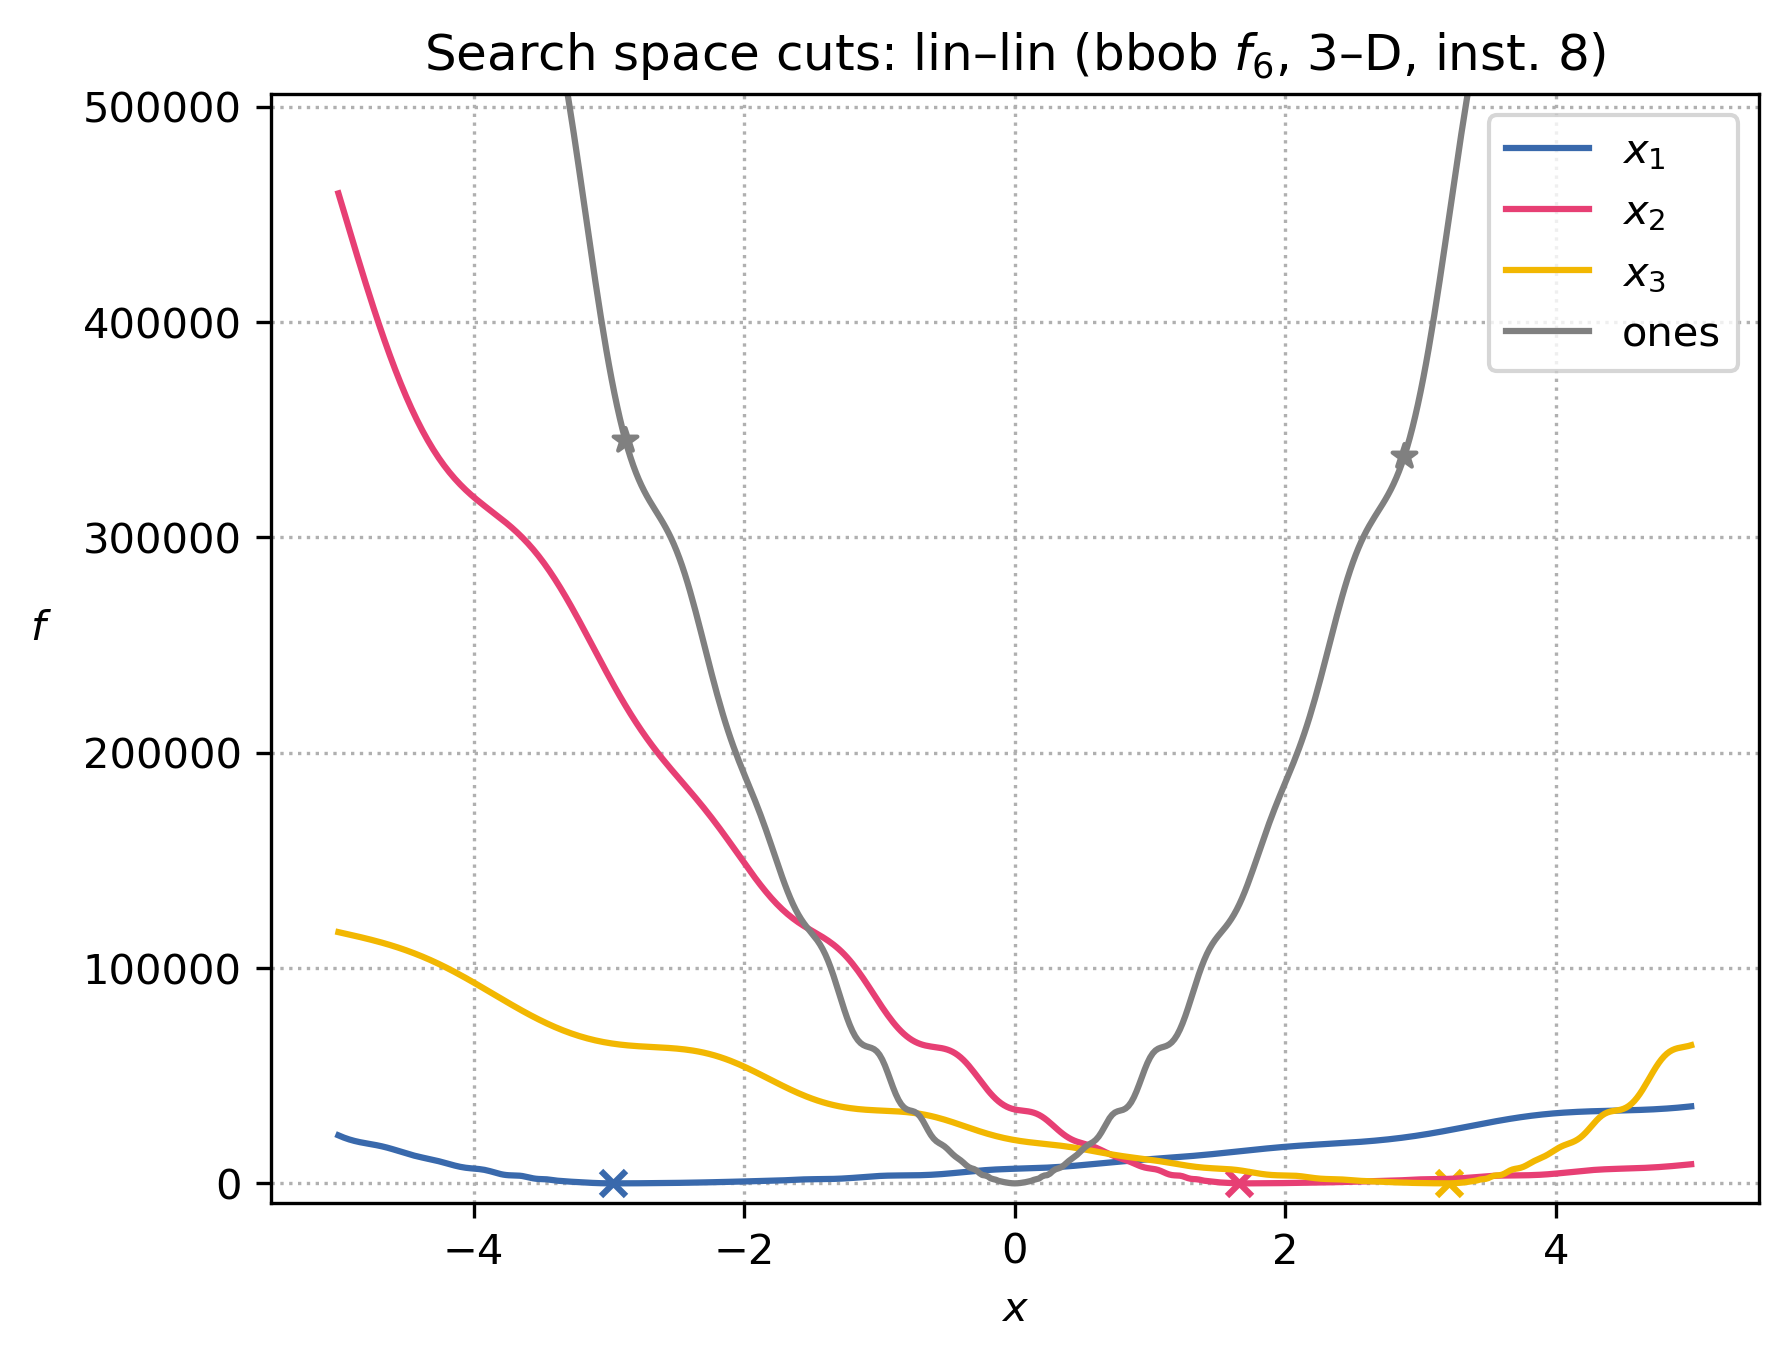 Search space cuts: lin–lin (bbob f₆, 3–D, inst. 8)
500000
400000
300000
200000
100000
0
f
x₁
x₂
x₃
ones
−4 −2 0 2 4
x